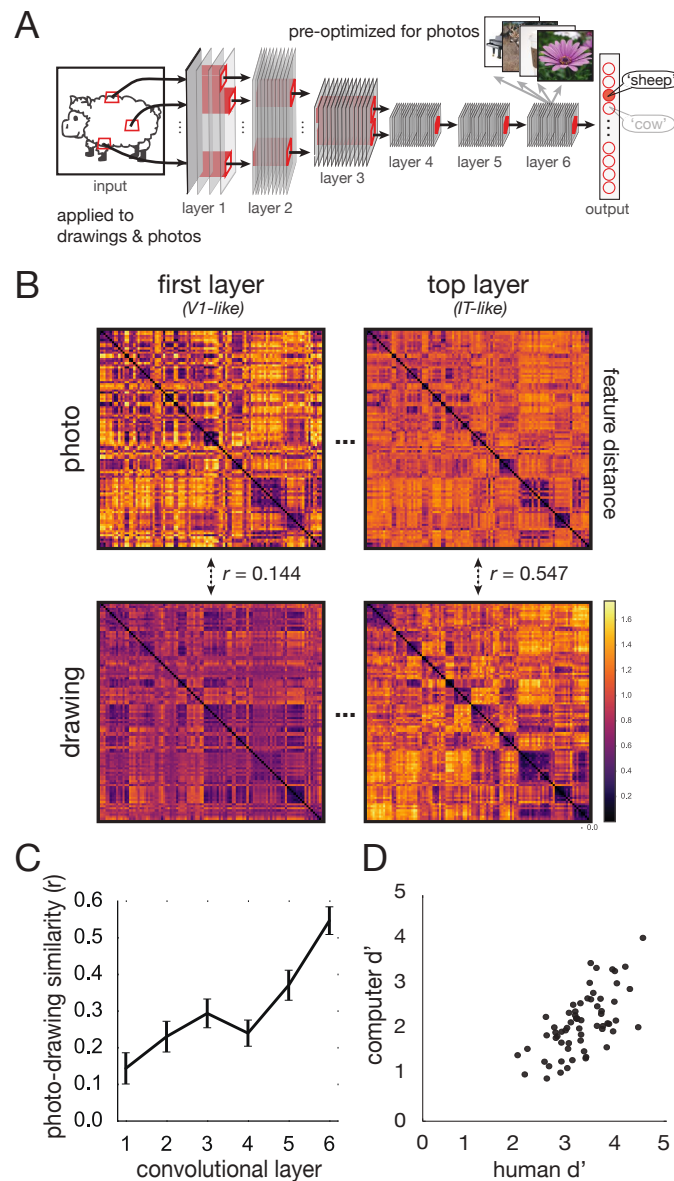 A
pre-optimized for photos
'sheep'
'cow'
input
layer 1
layer 2
layer 3
layer 4
layer 5
layer 6
output
applied to
drawings & photos
B
first layer
(V1-like)
top layer
(IT-like)
photo
...
feature distance
r = 0.144
r = 0.547
drawing
...
1.6
1.4
1.2
1.0
0.8
0.6
0.4
0.2
0.0
C
photo-drawing similarity (r)
0.6
0.5
0.4
0.3
0.2
0.1
0.0
1 2 3 4 5 6
convolutional layer
D
computer d'
5
4
3
2
1
0
0 1 2 3 4 5
human d'